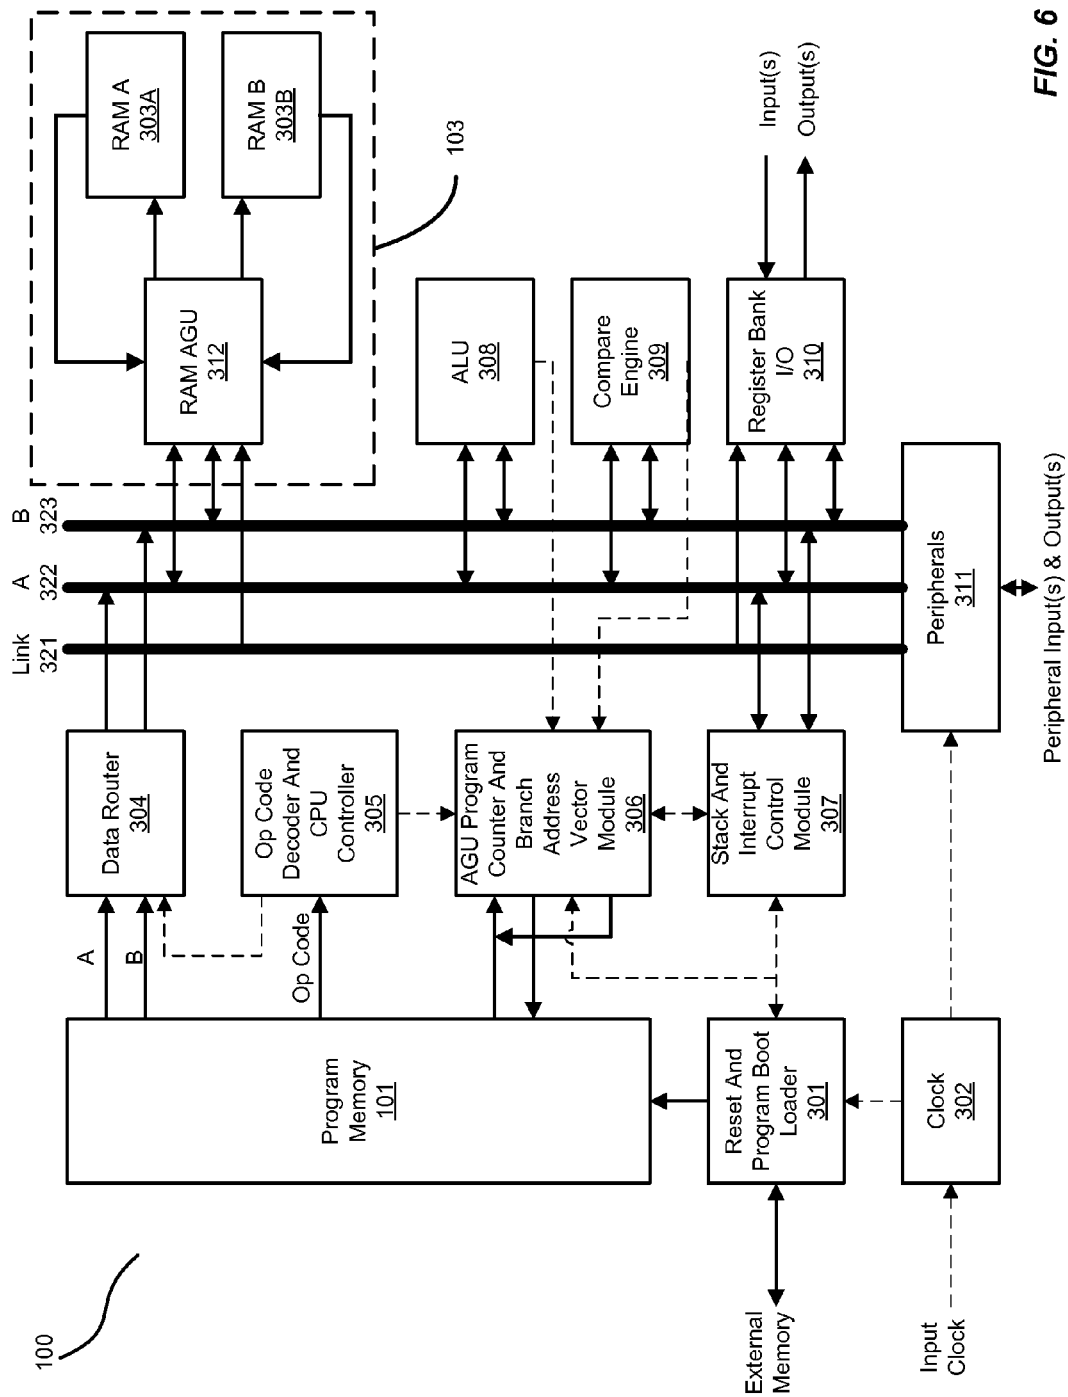 100
External
Memory
Input
Clock
Program
Memory
101
Reset And
Program Boot
Loader
301
Clock
302
A
B
Op Code
Data Router
304
Op Code
Decoder And
CPU
Controller
305
AGU Program
Counter And
Branch
Address
Vector
Module
306
Stack And
Interrupt
Control
Module
307
Link
321
A
322
B
323
Peripherals
311
Peripheral Input(s) & Output(s)
RAM AGU
312
RAM A
303A
RAM B
303B
103
ALU
308
Compare
Engine
309
Register Bank
I/O
310
Input(s)
Output(s)
FIG. 6